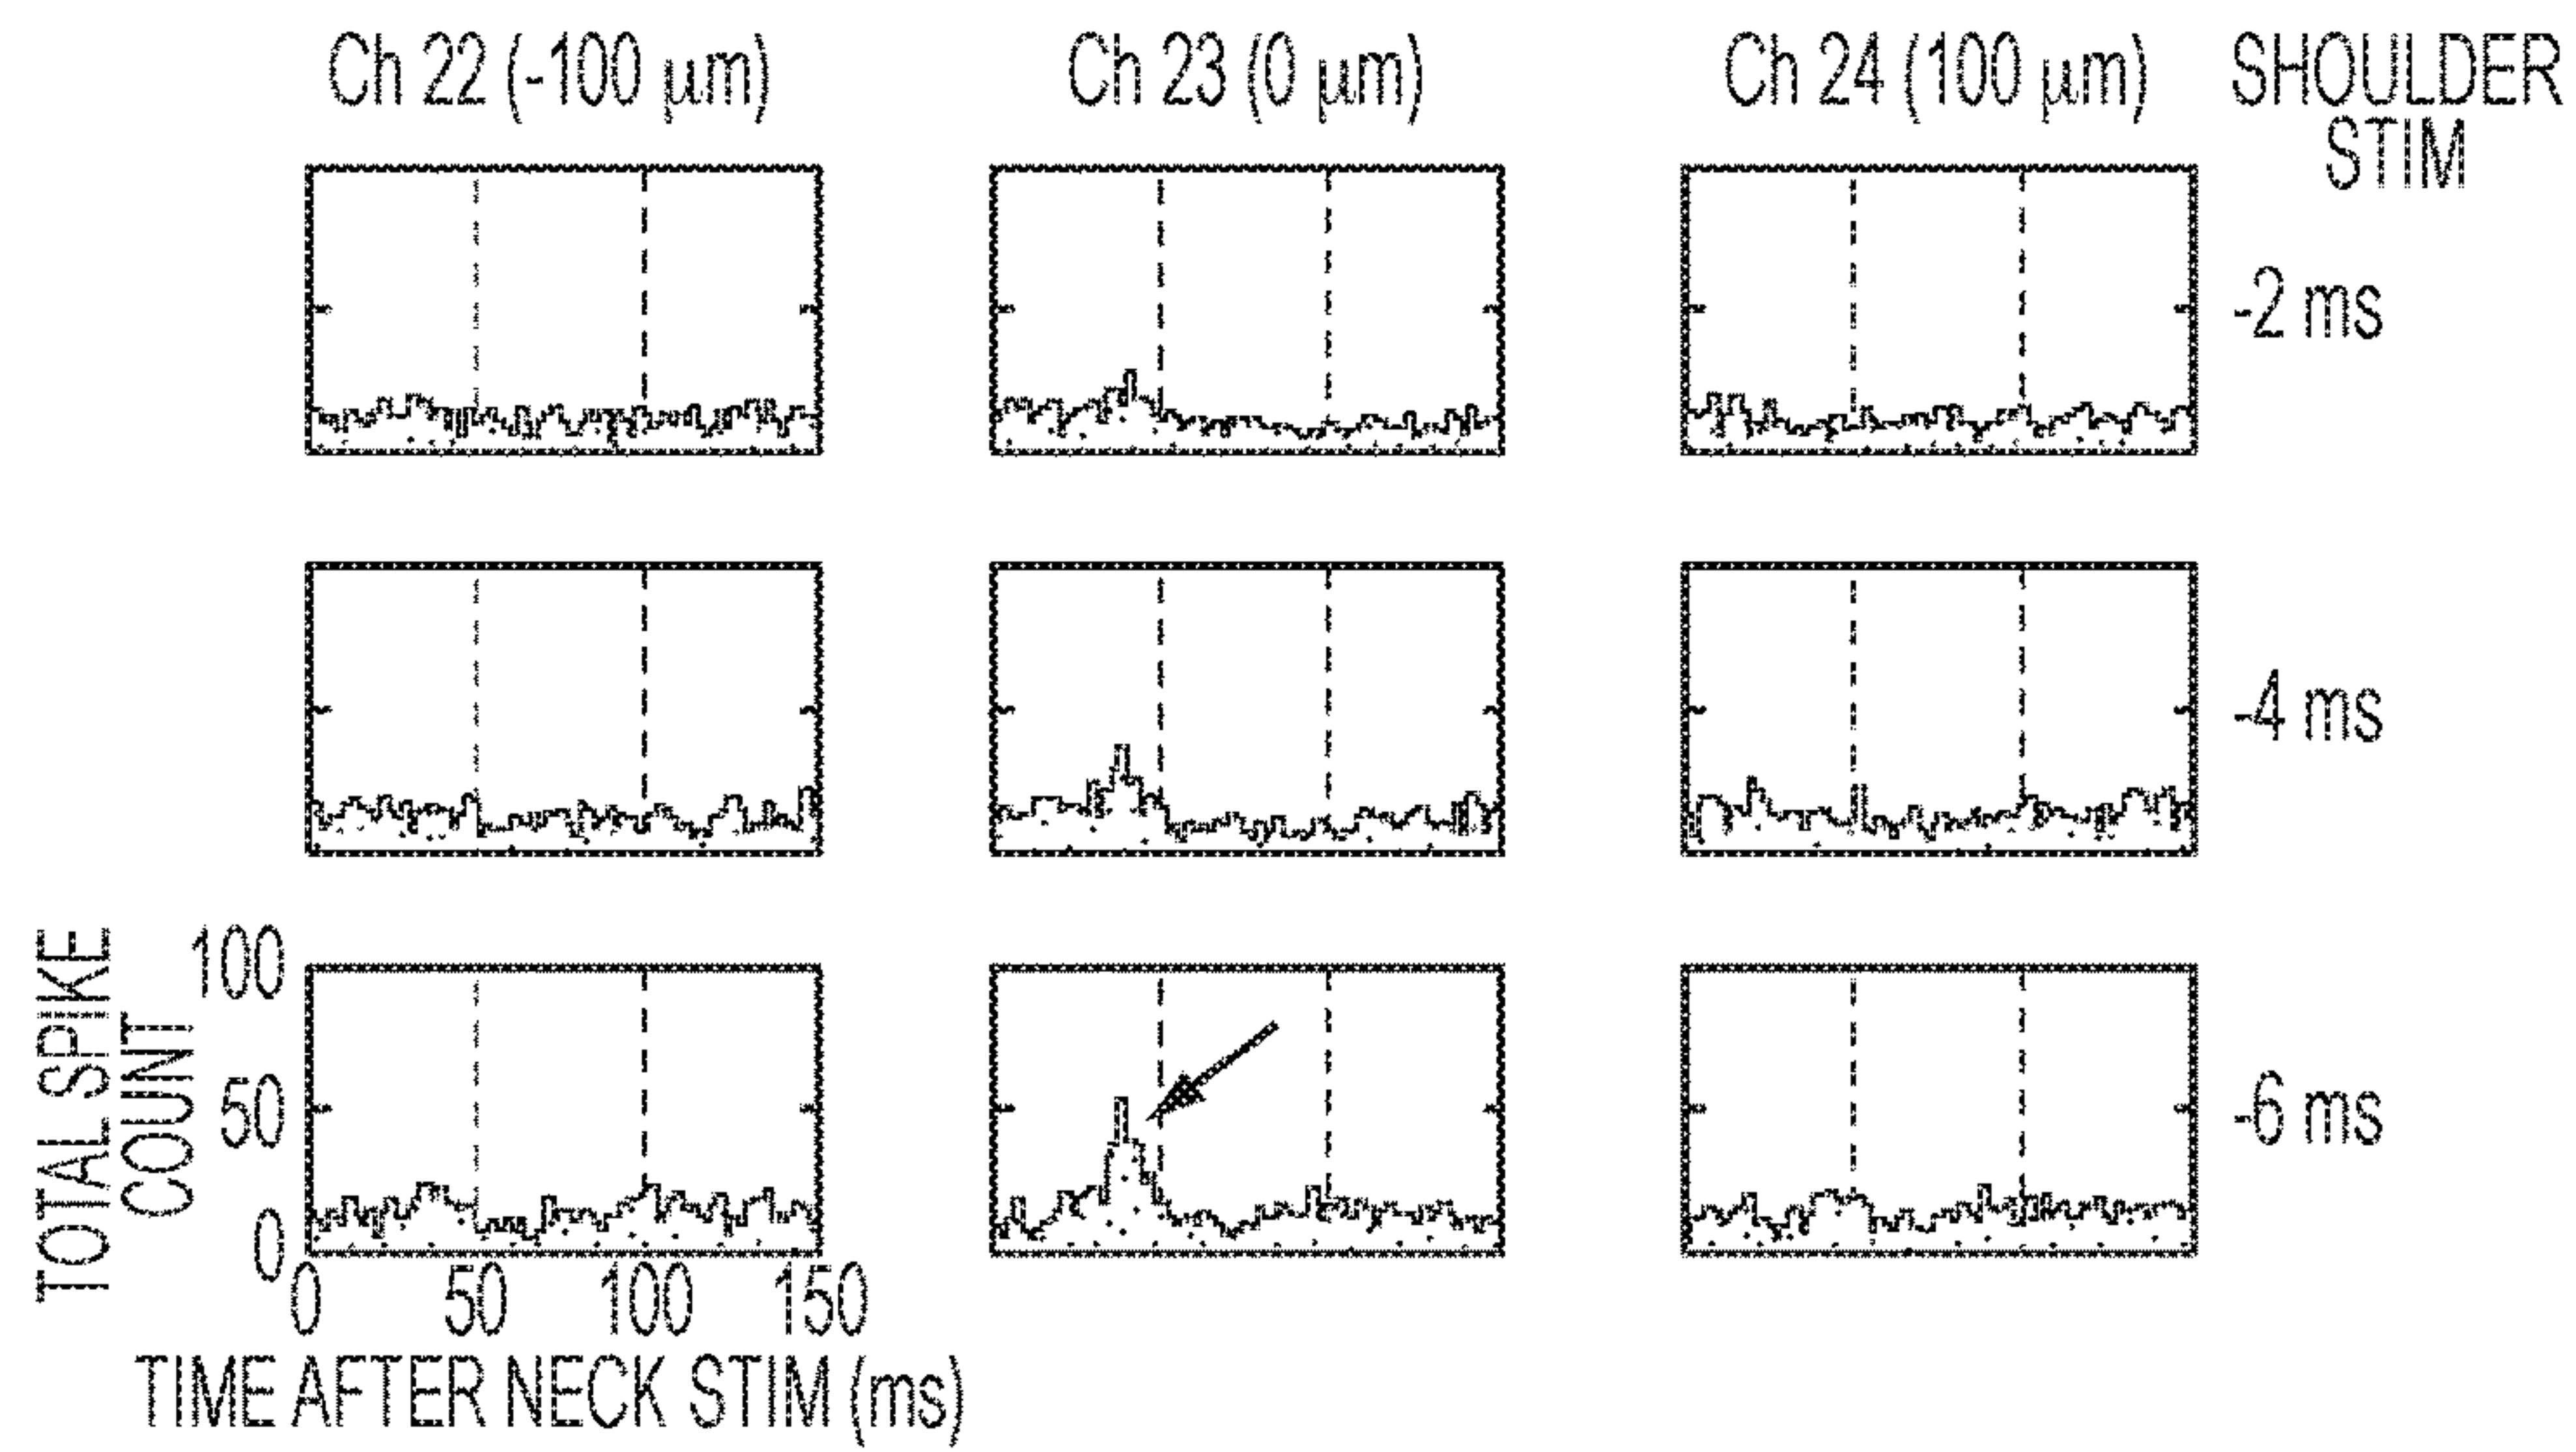 Ch 22 (-100 µm) Ch 23 (0 µm) Ch 24 (100 µm) SHOULDER
STIM
-2 ms
-4 ms
-6 ms
TOTAL SPIKE
COUNT
100
50
0
0 50 100 150
TIME AFTER NECK STIM (ms)